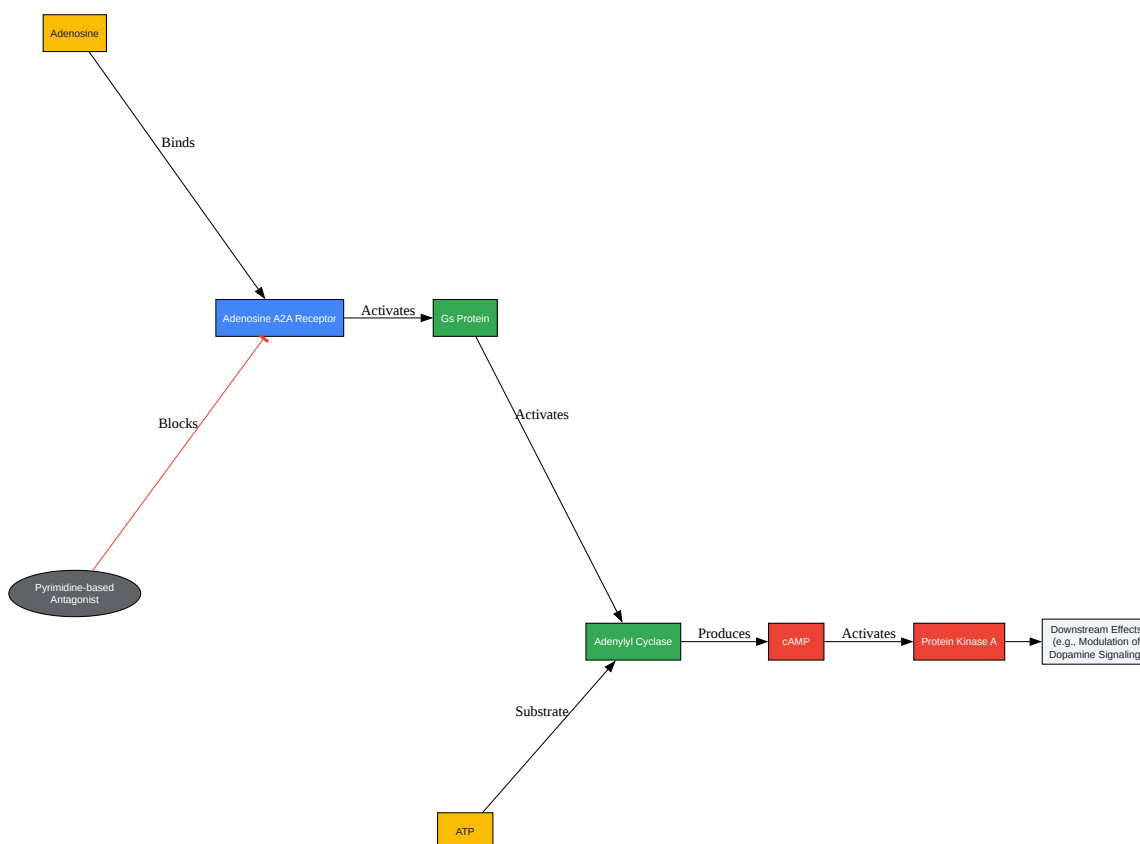 Adenosine
Binds
Adenosine A2A Receptor
Activates
Gs Protein
Blocks
Activates
Pyrimidine-based
Antagonist
Adenylyl Cyclase
Produces
cAMP
Activates
Protein Kinase A
Downstream Effects
(e.g., Modulation of
Dopamine Signaling
Substrate
ATP